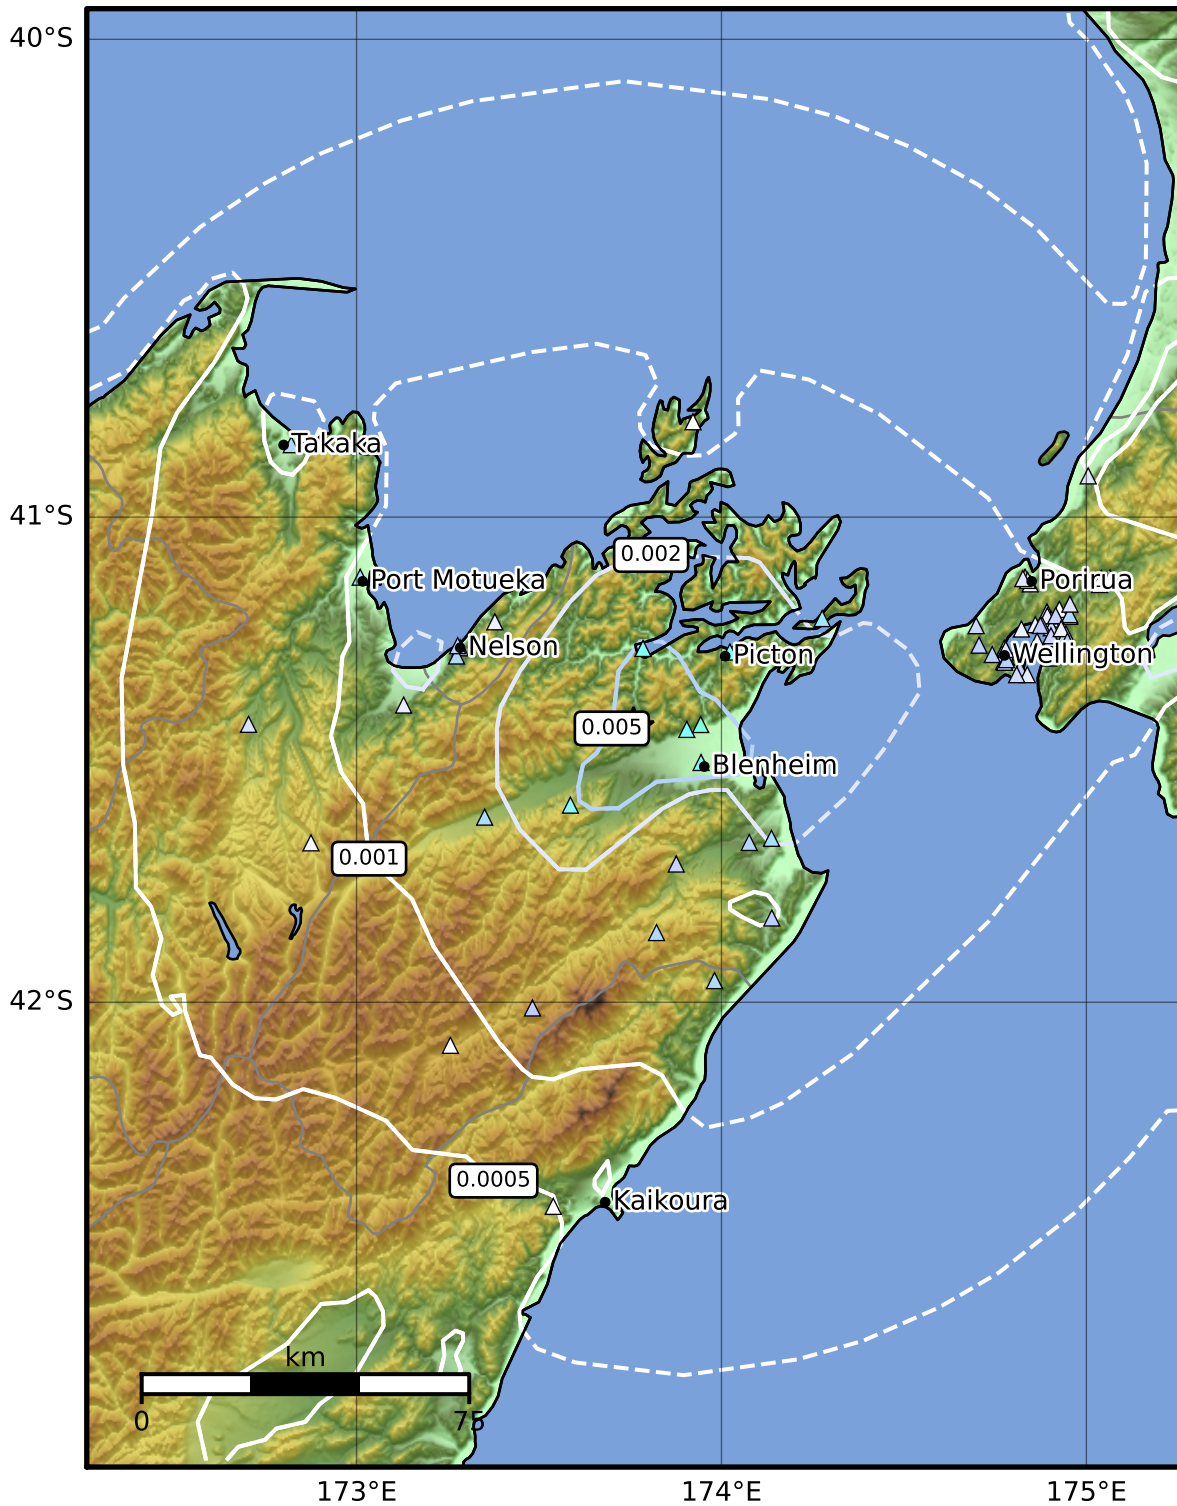 40°S
Takaka
41°S
0.002
Port Motueka
Porirua
Nelson
Picton
Wellington
0.005
Blenheim
0.001
42°S
0.0005
Kaikoura
km
0
75
173°E
174°E
175°E